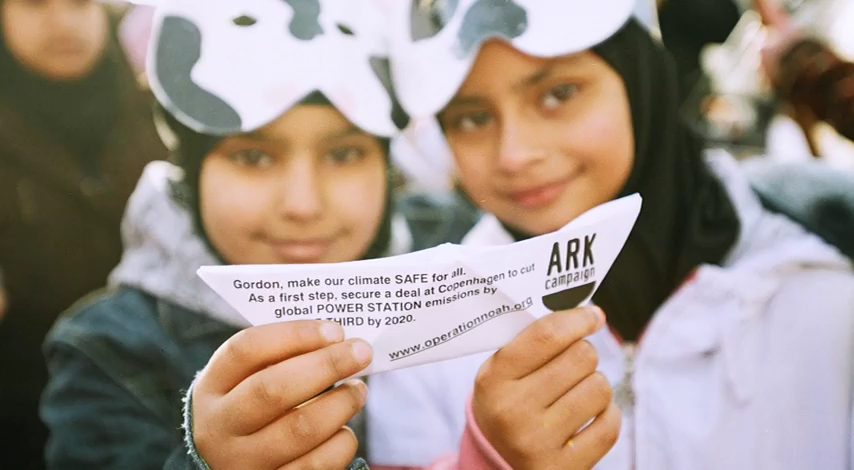 Gordon, make our climate SAFE for all.
As a first step, secure a deal at Copenhagen to cut
global POWER STATION emissions by
THIRD by 2020.
www.operationnoah.org
ARK
campaign